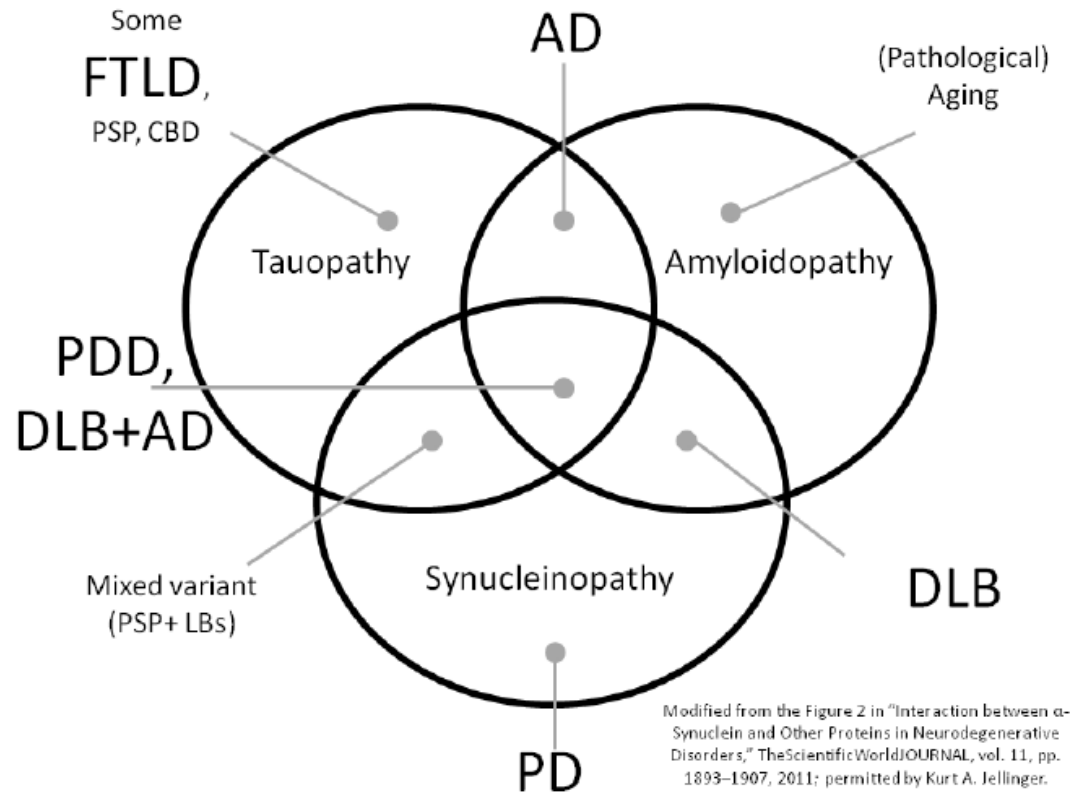 Some
FTLD,
PSP, CBD
AD
(Pathological)
Aging
Tauopathy
Amyloidopathy
PDD,
DLB+AD
Mixed variant
(PSP+ LBs)
Synucleinopathy
DLB
PD
Modified from the Figure 2 in "Interaction between α-
Synuclein and Other Proteins in Neurodegenerative
Disorders," TheScientificWorldJOURNAL, vol. 11, pp.
1893–1907, 2011; permitted by Kurt A. Jellinger.